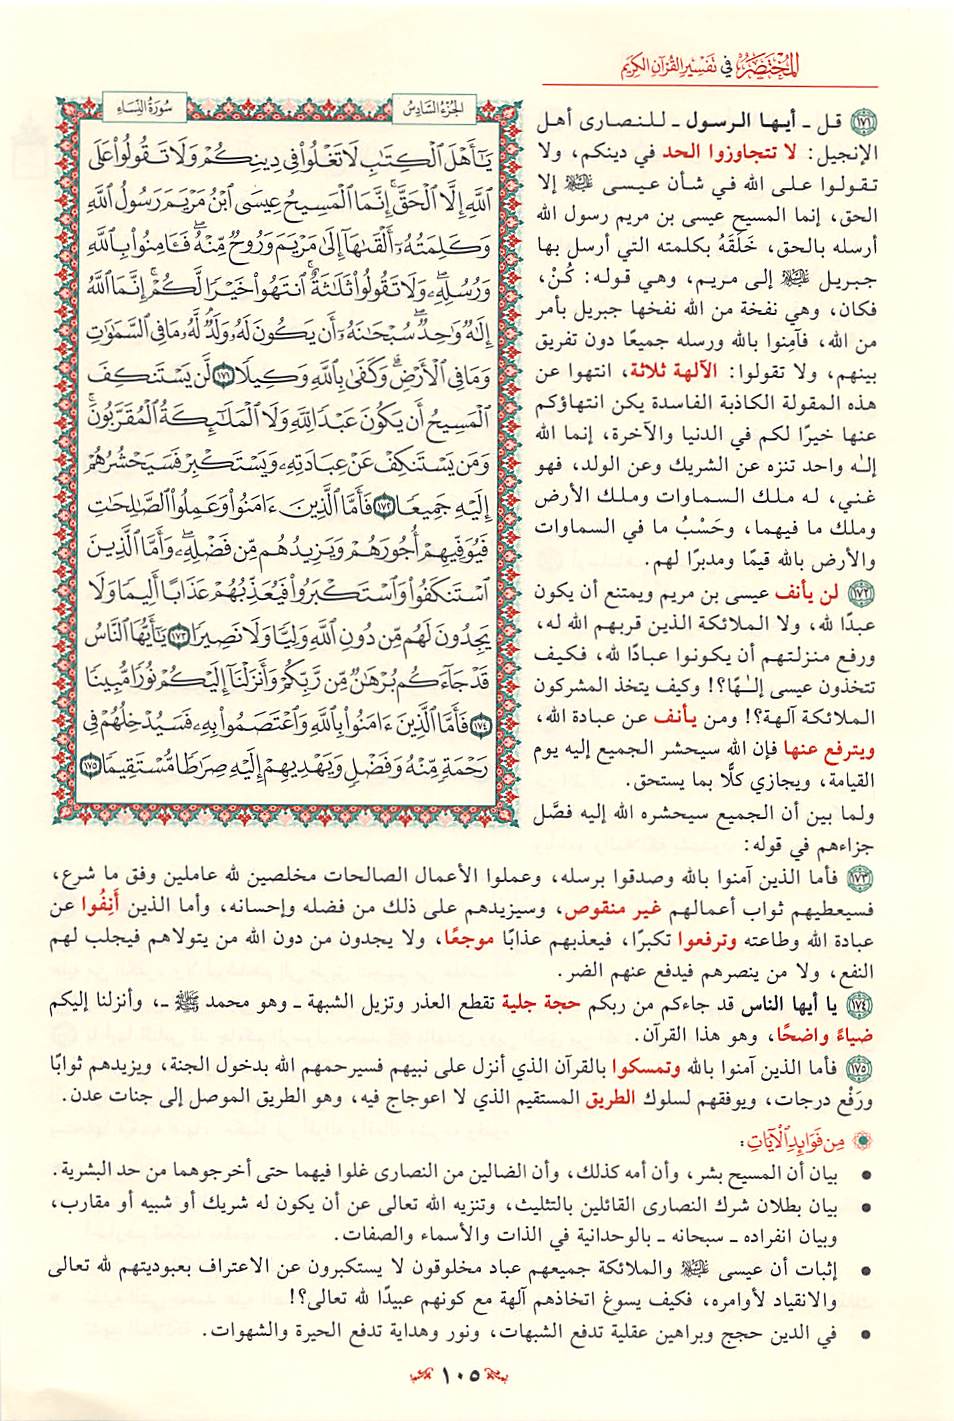 المختصر في تفسير القرآن الكريم
الجزء السادس
سورة النساء
يَٰٓأَهۡلَ ٱلۡكِتَٰبِ لَا تَغۡلُواْ فِي دِينِكُمۡ وَلَا تَقُولُواْ عَلَى
ٱللَّهِ إِلَّا ٱلۡحَقَّۚ إِنَّمَا ٱلۡمَسِيحُ عِيسَى ٱبۡنُ مَرۡيَمَ رَسُولُ ٱللَّهِ
وَكَلِمَتُهُۥٓ أَلۡقَىٰهَآ إِلَىٰ مَرۡيَمَ وَرُوحٞ مِّنۡهُۖ فَـَٔامِنُواْ بِٱللَّهِ
وَرُسُلِهِۦۖ وَلَا تَقُولُواْ ثَلَٰثَةٌۚ ٱنتَهُواْ خَيۡرٗا لَّكُمۡۚ إِنَّمَا ٱللَّهُ
إِلَٰهٞ وَٰحِدٞۖ سُبۡحَٰنَهُۥٓ أَن يَكُونَ لَهُۥ وَلَدٞۘ لَّهُۥ مَا فِي ٱلسَّمَٰوَٰتِ
وَمَا فِي ٱلۡأَرۡضِۗ وَكَفَىٰ بِٱللَّهِ وَكِيلٗا ١٧١ لَّن يَسۡتَنكِفَ
ٱلۡمَسِيحُ أَن يَكُونَ عَبۡدٗا لِّلَّهِ وَلَا ٱلۡمَلَٰٓئِكَةُ ٱلۡمُقَرَّبُونَۚ
وَمَن يَسۡتَنكِفۡ عَنۡ عِبَادَتِهِۦ وَيَسۡتَكۡبِرۡ فَسَيَحۡشُرُهُمۡ
إِلَيۡهِ جَمِيعٗا ١٧٢ فَأَمَّا ٱلَّذِينَ ءَامَنُواْ وَعَمِلُواْ ٱلصَّٰلِحَٰتِ
فَيُوَفِّيهِمۡ أُجُورَهُمۡ وَيَزِيدُهُم مِّن فَضۡلِهِۦۖ وَأَمَّا ٱلَّذِينَ
ٱسۡتَنكَفُواْ وَٱسۡتَكۡبَرُواْ فَيُعَذِّبُهُمۡ عَذَابًا أَلِيمٗا وَلَا
يَجِدُونَ لَهُم مِّن دُونِ ٱللَّهِ وَلِيّٗا وَلَا نَصِيرٗا ١٧٣ يَٰٓأَيُّهَا ٱلنَّاسُ
قَدۡ جَآءَكُم بُرۡهَٰنٞ مِّن رَّبِّكُمۡ وَأَنزَلۡنَآ إِلَيۡكُمۡ نُورٗا مُّبِينٗا
١٧٤ فَأَمَّا ٱلَّذِينَ ءَامَنُواْ بِٱللَّهِ وَٱعۡتَصَمُواْ بِهِۦ فَسَيُدۡخِلُهُمۡ فِي
رَحۡمَةٖ مِّنۡهُ وَفَضۡلٖ وَيَهۡدِيهِمۡ إِلَيۡهِ صِرَٰطٗا مُّسۡتَقِيمٗا ١٧٥
١٧١ قل ـ أيها الرسول ـ للنصارى أهل
الإنجيل: لا تتجاوزوا الحد في دينكم، ولا
تقولوا على الله في شأن عيسى عليه السلام إلا
الحق، إنما المسيح عيسى بن مريم رسول الله
أرسله بالحق، خَلَقَهُ بكلمته التي أرسل بها
جبريل عليه السلام إلى مريم، وهي قوله: كُنْ،
فكان، وهي نفخة من الله نفخها جبريل بأمر
من الله، فآمِنوا بالله ورسله جميعًا دون تفريق
بينهم، ولا تقولوا: الآلهة ثلاثة، انتهوا عن
هذه المقولة الكاذبة الفاسدة يكن انتهاؤكم
عنها خيرًا لكم في الدنيا والآخرة، إنما الله
إلـٰه واحد تنزه عن الشريك وعن الولد، فهو
غني، له ملك السماوات وملك الأرض
وملك ما فيهما، وحَسْبُ ما في السماوات
والأرض بالله قيمًا ومدبرًا لهم.
١٧٢ لن يأنف عيسى بن مريم ويمتنع أن يكون
عبدًا لله، ولا الملائكة الذين قربهم الله له،
ورفع منزلتهم أن يكونوا عبادًا لله، فكيف
تتخذون عيسى إلـٰهًا؟! وكيف يتخذ المشركون
الملائكة آلهة؟! ومن يأنف عن عبادة الله،
ويترفع عنها فإن الله سيحشر الجميع إليه يوم
القيامة، ويجازي كلًّا بما يستحق.
ولما بين أن الجميع سيحشره الله إليه فصَّل
جزاءهم في قوله:
١٧٣ فأما الذين آمنوا بالله وصدقوا برسله، وعملوا الأعمال الصالحات مخلصين لله عاملين وفق ما شرع،
فسيعطيهم ثواب أعمالهم غير منقوص، وسيزيدهم على ذلك من فضله وإحسانه، وأما الذين أَنِفُوا عن
عبادة الله وطاعته وترفعوا تكبرًا، فيعذبهم عذابًا موجعًا، ولا يجدون من دون الله من يتولاهم فيجلب لهم
النفع، ولا من ينصرهم فيدفع عنهم الضر.
١٧٤ يا أيها الناس قد جاءكم من ربكم حجة جلية تقطع العذر وتزيل الشبهة ـ وهو محمد ﷺ ـ، وأنزلنا إليكم
ضياءً واضحًا، وهو هذا القرآن.
١٧٥ فأما الذين آمنوا بالله وتمسكوا بالقرآن الذي أنزل على نبيهم فسيرحمهم الله بدخول الجنة، ويزيدهم ثوابًا
ورَفْع درجات، ويوفقهم لسلوك الطريق المستقيم الذي لا اعوجاج فيه، وهو الطريق الموصل إلى جنات عدن.
مِن فَوَائِدِ الْآيَاتِ:
• بيان أن المسيح بشر، وأن أمه كذلك، وأن الضالين من النصارى غلوا فيهما حتى أخرجوهما من حد البشرية.
• بيان بطلان شرك النصارى القائلين بالتثليث، وتنزيه الله تعالى عن أن يكون له شريك أو شبيه أو مقارب،
وبيان انفراده ـ سبحانه ـ بالوحدانية في الذات والأسماء والصفات.
• إثبات أن عيسى عليه السلام والملائكة جميعهم عباد مخلوقون لا يستكبرون عن الاعتراف بعبوديتهم لله تعالى
والانقياد لأوامره، فكيف يسوغ اتخاذهم آلهة مع كونهم عبيدًا لله تعالى؟!
• في الدين حجج وبراهين عقلية تدفع الشبهات، ونور وهداية تدفع الحيرة والشهوات.
١٠٥